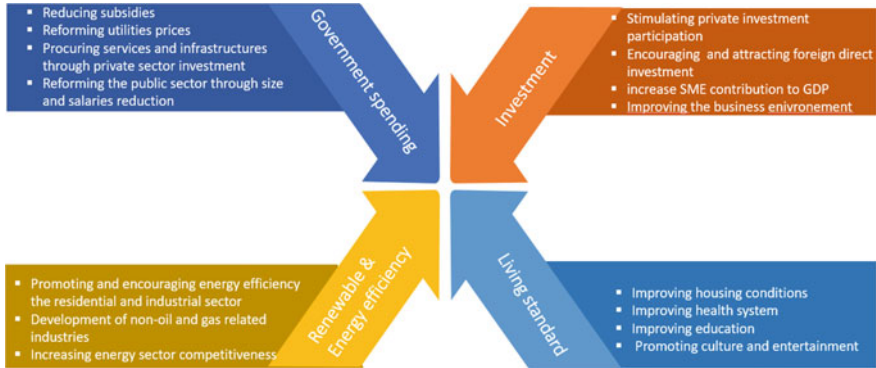 ▪ Reducing subsidies
▪ Reforming utilities prices
▪ Procuring services and infrastructures
through private sector investment
▪ Reforming the public sector through size
and salaries reduction
Government spending
Investment
▪ Stimulating private investment
participation
▪ Encouraging and attracting foreign direct
investment
▪ increase SME contribution to GDP
▪ Improving the business enivronement
▪ Promoting and encouraging energy efficiency
the residential and industrial sector
▪ Development of non-oil and gas related
industries
▪ Increasing energy sector competitiveness
Renewable &
Energy efficiency
Living standard
▪ Improving housing conditions
▪ Improving health system
▪ Improving education
▪ Promoting culture and entertainment